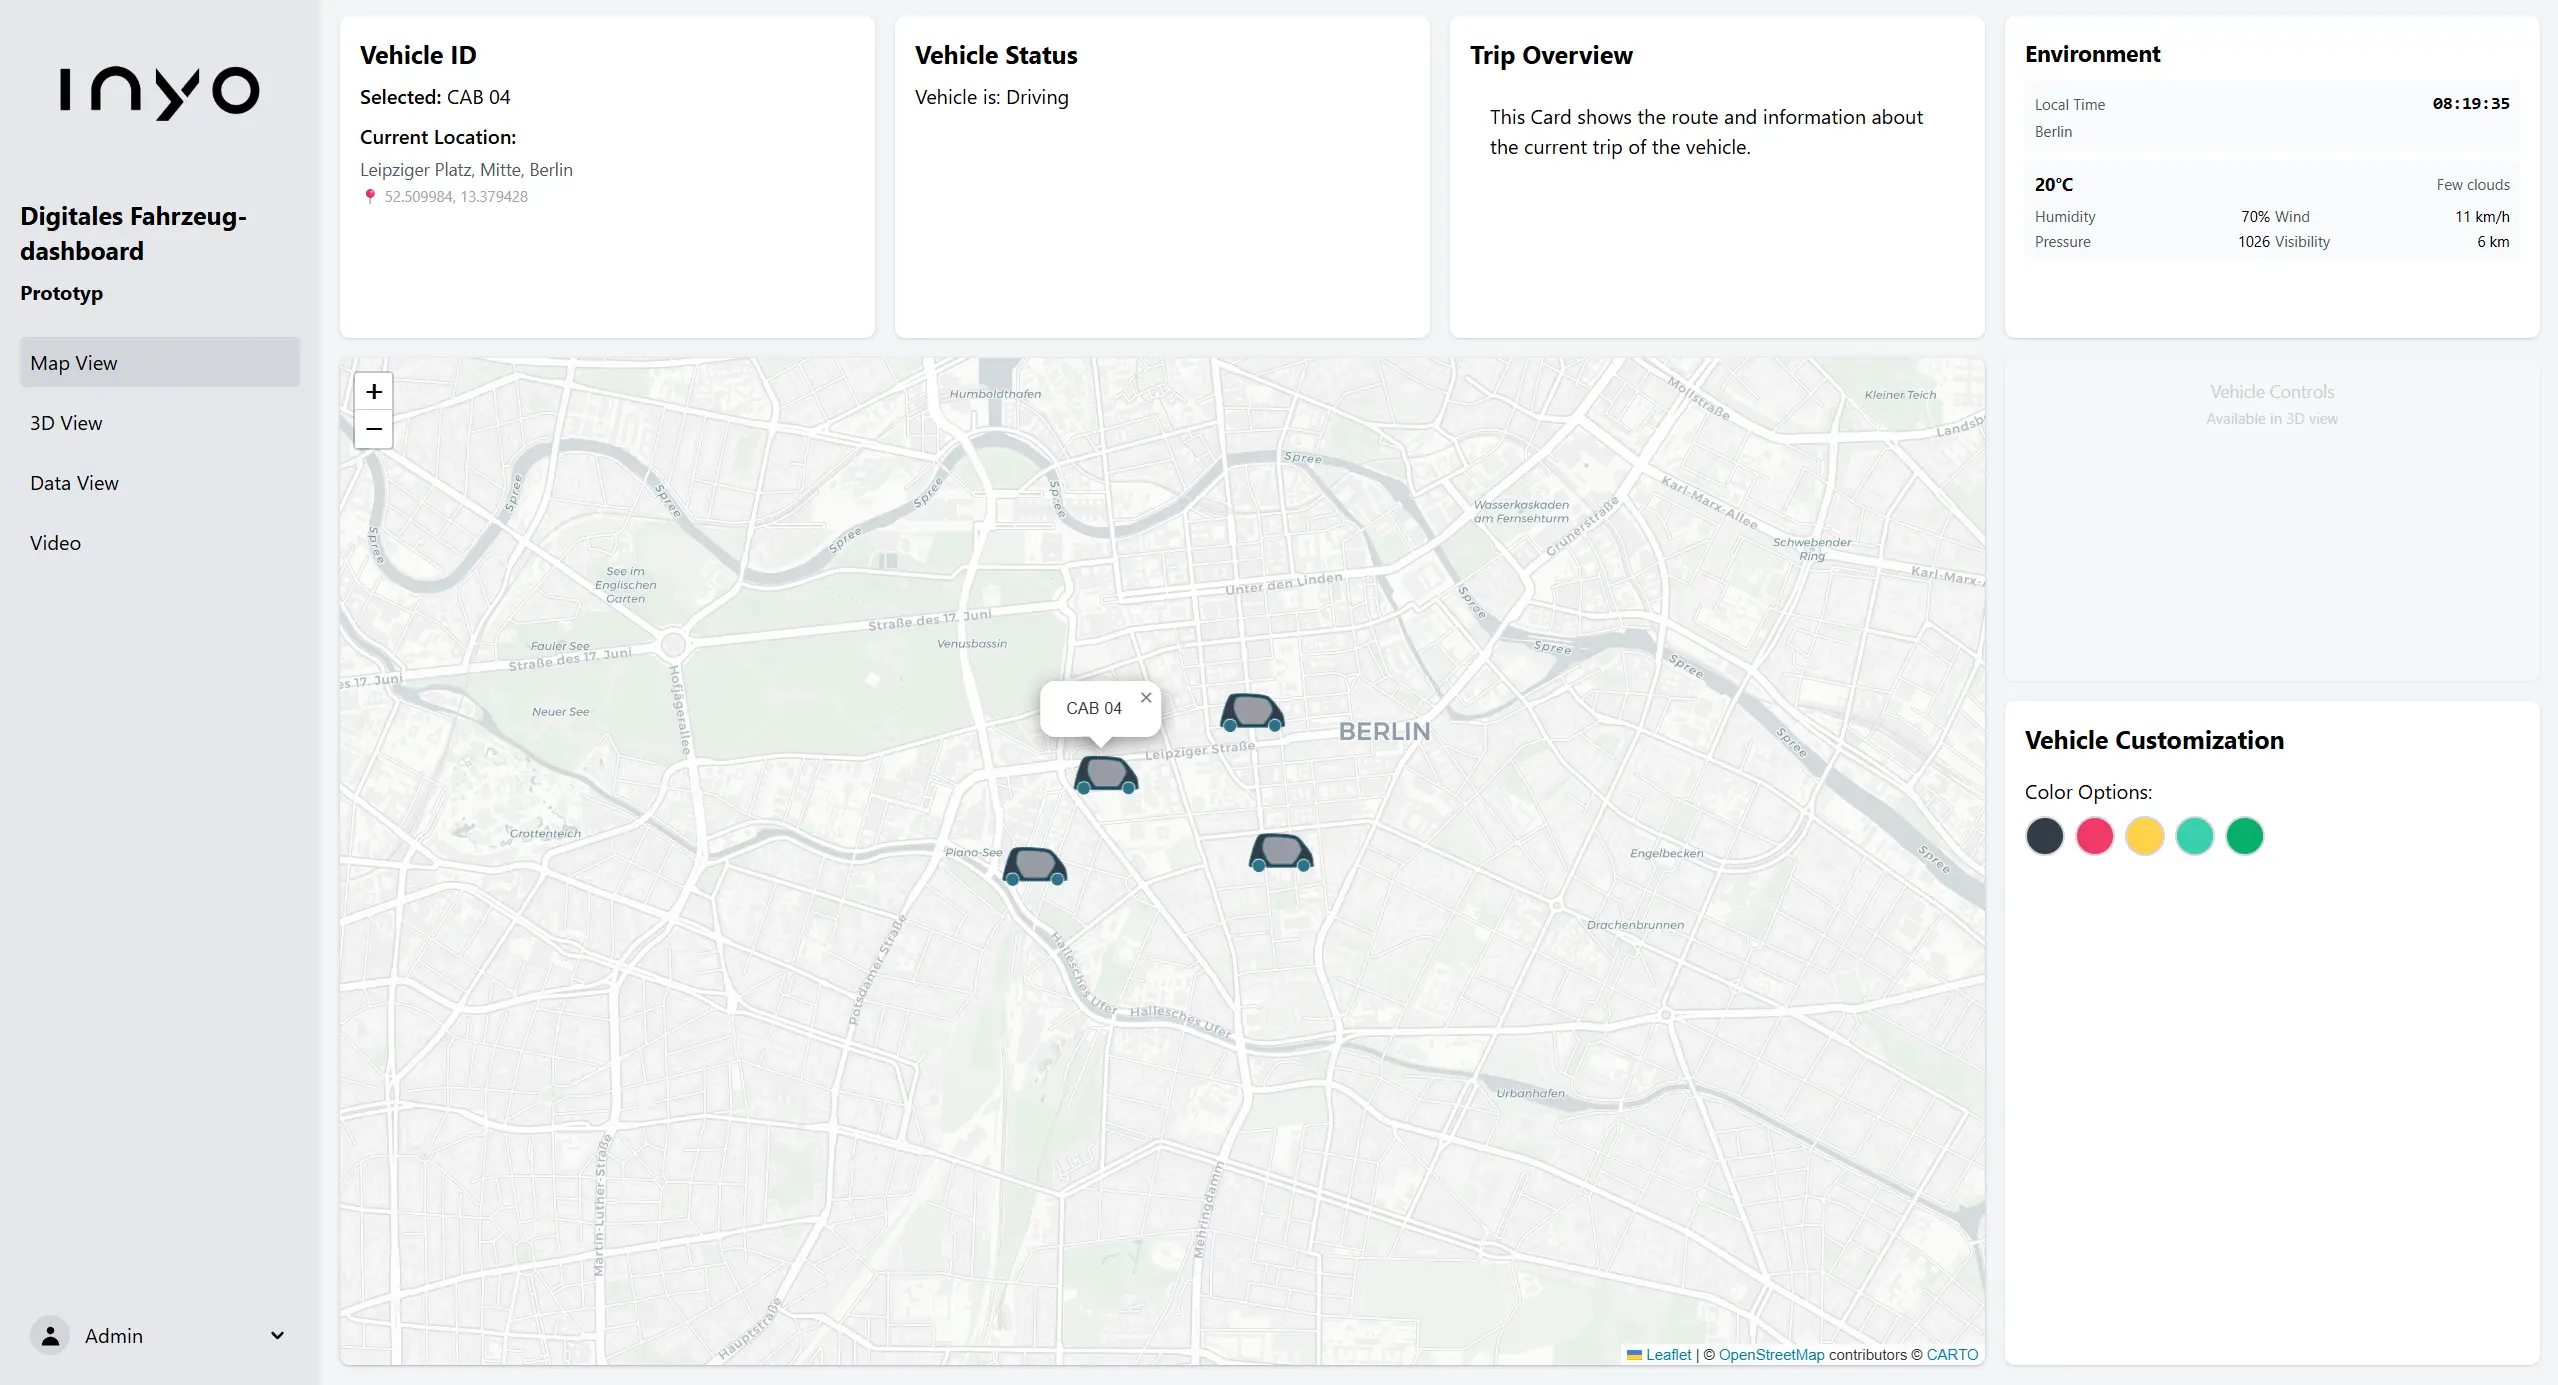 INYO
Digitales Fahrzeug-
dashboard
Prototyp
Map View
3D View
Data View
Video
Admin
Vehicle ID
Selected: CAB 04
Current Location:
Leipziger Platz, Mitte, Berlin
52.509984, 13.379428
Vehicle Status
Vehicle is: Driving
Trip Overview
This Card shows the route and information about
the current trip of the vehicle.
Environment
Local Time 08:19:35
Berlin
20°C Few clouds
Humidity 70% Wind 11 km/h
Pressure 1026 Visibility 6 km
+
−
Humboldthafen
Mollstraße
Kleiner Teich
Landsb
Spree
Spree
Spree
Spree
Spree
Spree
Spree
Wasserkaskaden
am Fernsehturm
Karl-Marx-Allee
Grunerstraße
Schwebender
Ring
Karl-Marx-A
See im
Englischen
Garten
Unter den Linden
Spree
Straße des 17. Juni
Venusbassin
Fauler See
Straße des 17. Juni
es 17. Juni
Spree
Spree
Hofjägerallee
Neuer See
CAB 04
×
Leipziger Straße
BERLIN
Spree
Grottenteich
Piano-See
Engelbecken
Spree
Potsdamer Straße
Drachenbrunnen
Hallesches Ufer
Hallesches Ufer
Urbanhafen
Martin-Luther-Straße
Mehringdamm
Hauptstraße
Leaflet | © OpenStreetMap contributors © CARTO
Vehicle Controls
Available in 3D view
Vehicle Customization
Color Options: